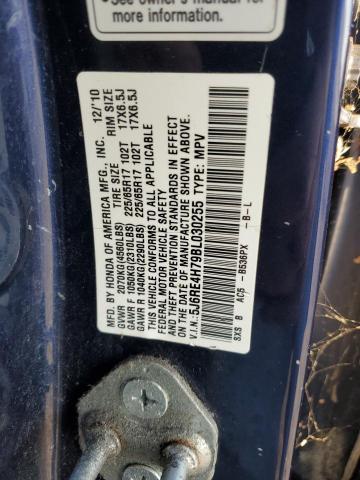 - See owner's manual for more
information.
MFD. BY HONDA OF AMERICA MFG., INC. 12/'10
TIRE SIZE RIM SIZE
GVWR 2070KG(4560LBS)
GAWR F 1050KG(2310LBS) 225/65R17 102T 17X6.5J
GAWR R 1040KG(2290LBS) 225/65R17 102T 17X6.5J
THIS VEHICLE CONFORMS TO ALL APPLICABLE
FEDERAL MOTOR VEHICLE SAFETY
AND THEFT PREVENTION STANDARDS IN EFFECT
ON THE DATE OF MANUFACTURE SHOWN ABOVE.
V.I.N.:5J6RE4H79BL030255 TYPE: MPV
SXS B AC5 -B536PX -B-L